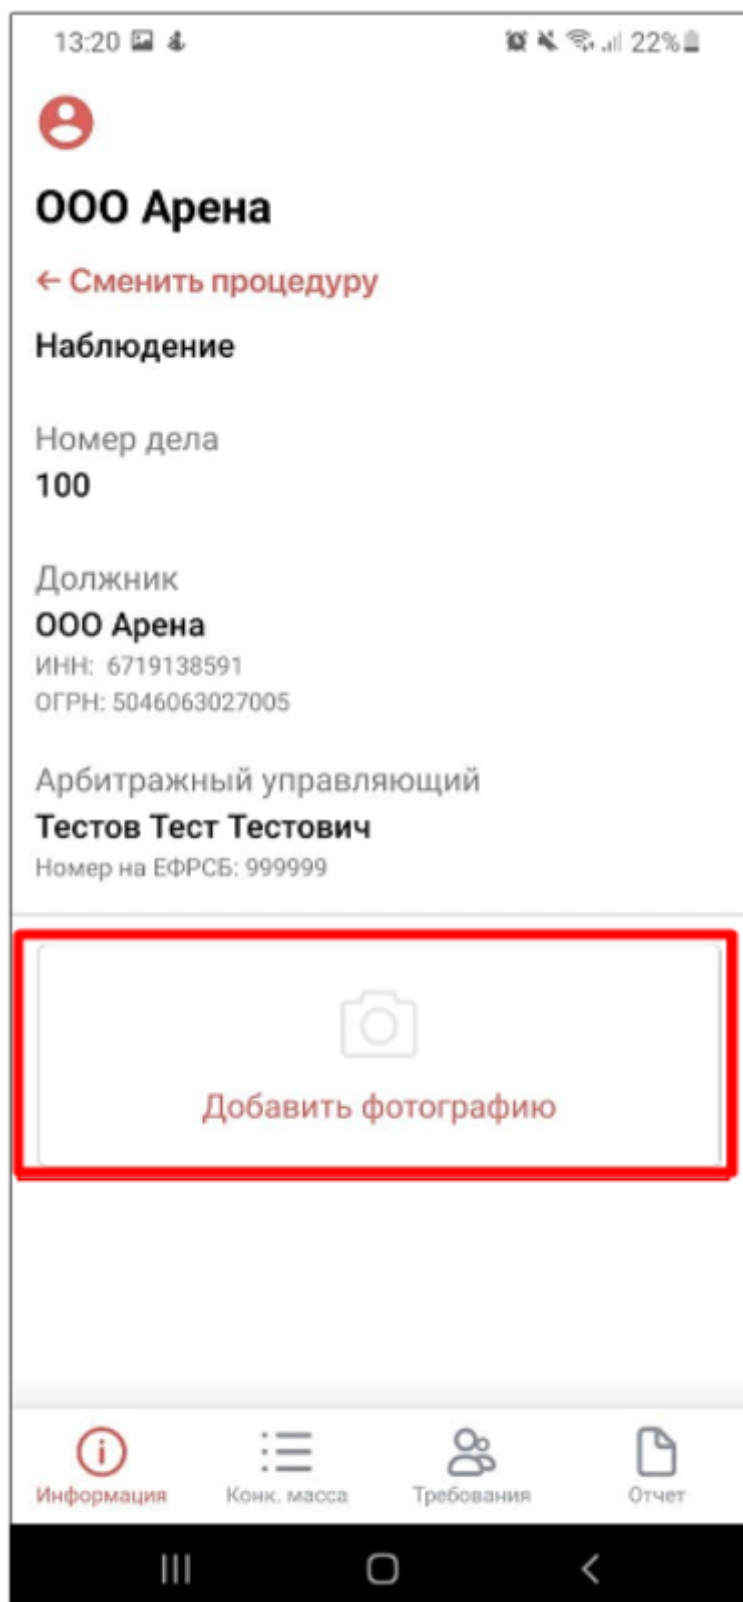 13:20 22%
ООО Арена
← Сменить процедуру
Наблюдение
Номер дела
100
Должник
ООО Арена
ИНН: 6719138591
ОГРН: 5046063027005
Арбитражный управляющий
Тестов Тест Тестович
Номер на ЕФРСБ: 999999
Добавить фотографию
Информация Конк. масса Требования Отчет